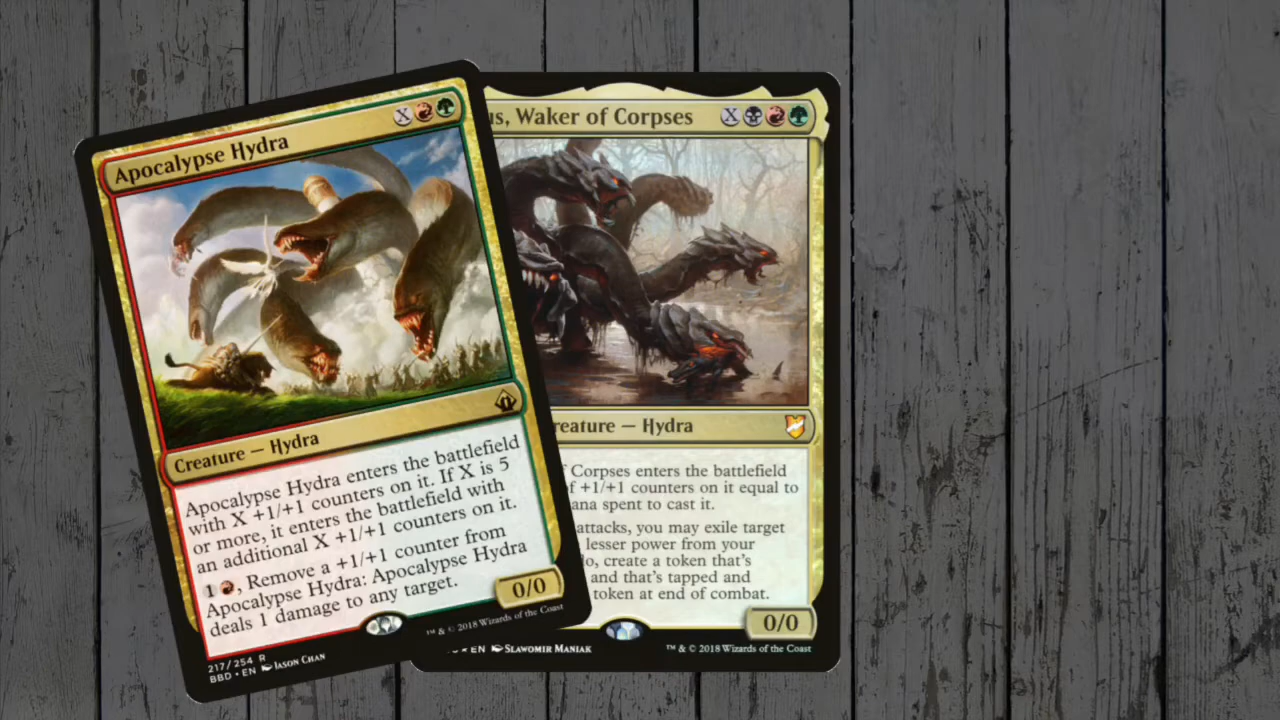 Apocalypse Hydra
X
Creature — Hydra
Apocalypse Hydra enters the battlefield
with X +1/+1 counters on it. If X is 5
or more, it enters the battlefield with
an additional X +1/+1 counters on it.
1 , Remove a +1/+1 counter from
Apocalypse Hydra: Apocalypse Hydra
deals 1 damage to any target.
0/0
217/254 R
BBD • EN Jason Chan
™ & © 2018 Wizards of the Coast
us, Waker of Corpses
X
reature — Hydra
f Corpses enters the battlefield
of +1/+1 counters on it equal to
ana spent to cast it.
attacks, you may exile target
lesser power from your
do, create a token that's
and that's tapped and
token at end of combat.
0/0
EN Slawomir Maniak
™ & © 2018 Wizards of the Coast